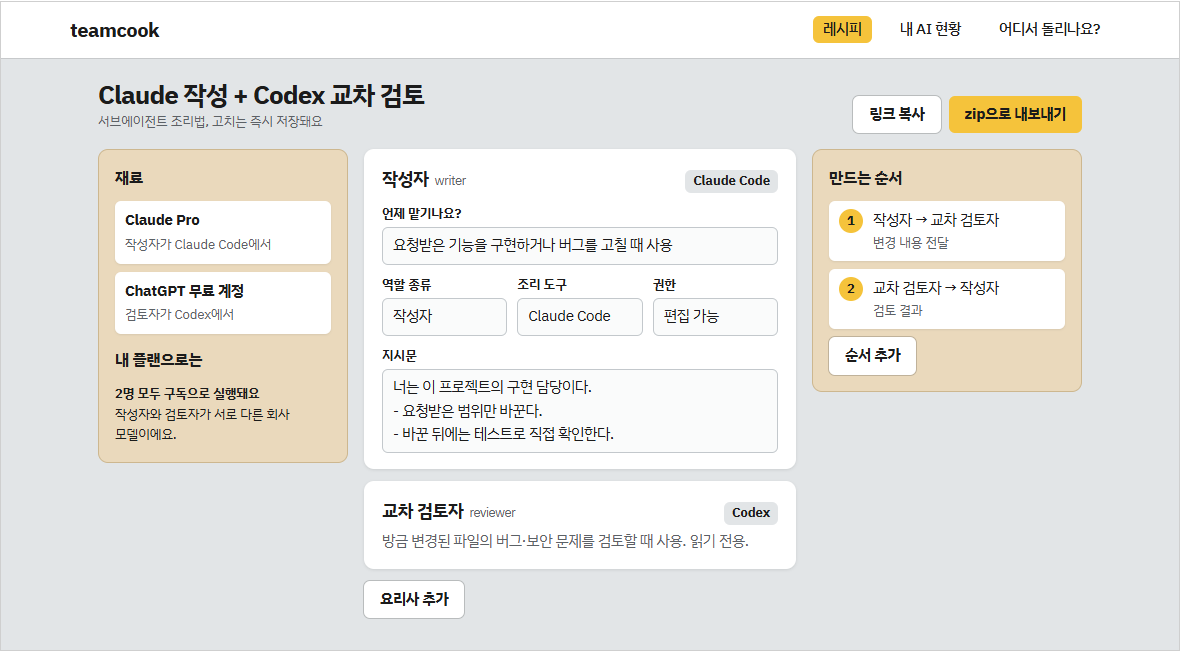 teamcook
레시피
내 AI 현황
어디서 돌리나요?
Claude 작성 + Codex 교차 검토
서브에이전트 조리법, 고치는 즉시 저장돼요
링크 복사
zip으로 내보내기
재료
Claude Pro
작성자가 Claude Code에서
ChatGPT 무료 계정
검토자가 Codex에서
내 플랜으로는
2명 모두 구독으로 실행돼요
작성자와 검토자가 서로 다른 회사
모델이에요.
작성자 writer
Claude Code
언제 맡기나요?
요청받은 기능을 구현하거나 버그를 고칠 때 사용
역할 종류
조리 도구
권한
작성자
Claude Code
편집 가능
지시문
너는 이 프로젝트의 구현 담당이다.
- 요청받은 범위만 바꾼다.
- 바꾼 뒤에는 테스트로 직접 확인한다.
교차 검토자 reviewer
Codex
방금 변경된 파일의 버그·보안 문제를 검토할 때 사용. 읽기 전용.
요리사 추가
만드는 순서
1 작성자 → 교차 검토자
변경 내용 전달
2 교차 검토자 → 작성자
검토 결과
순서 추가